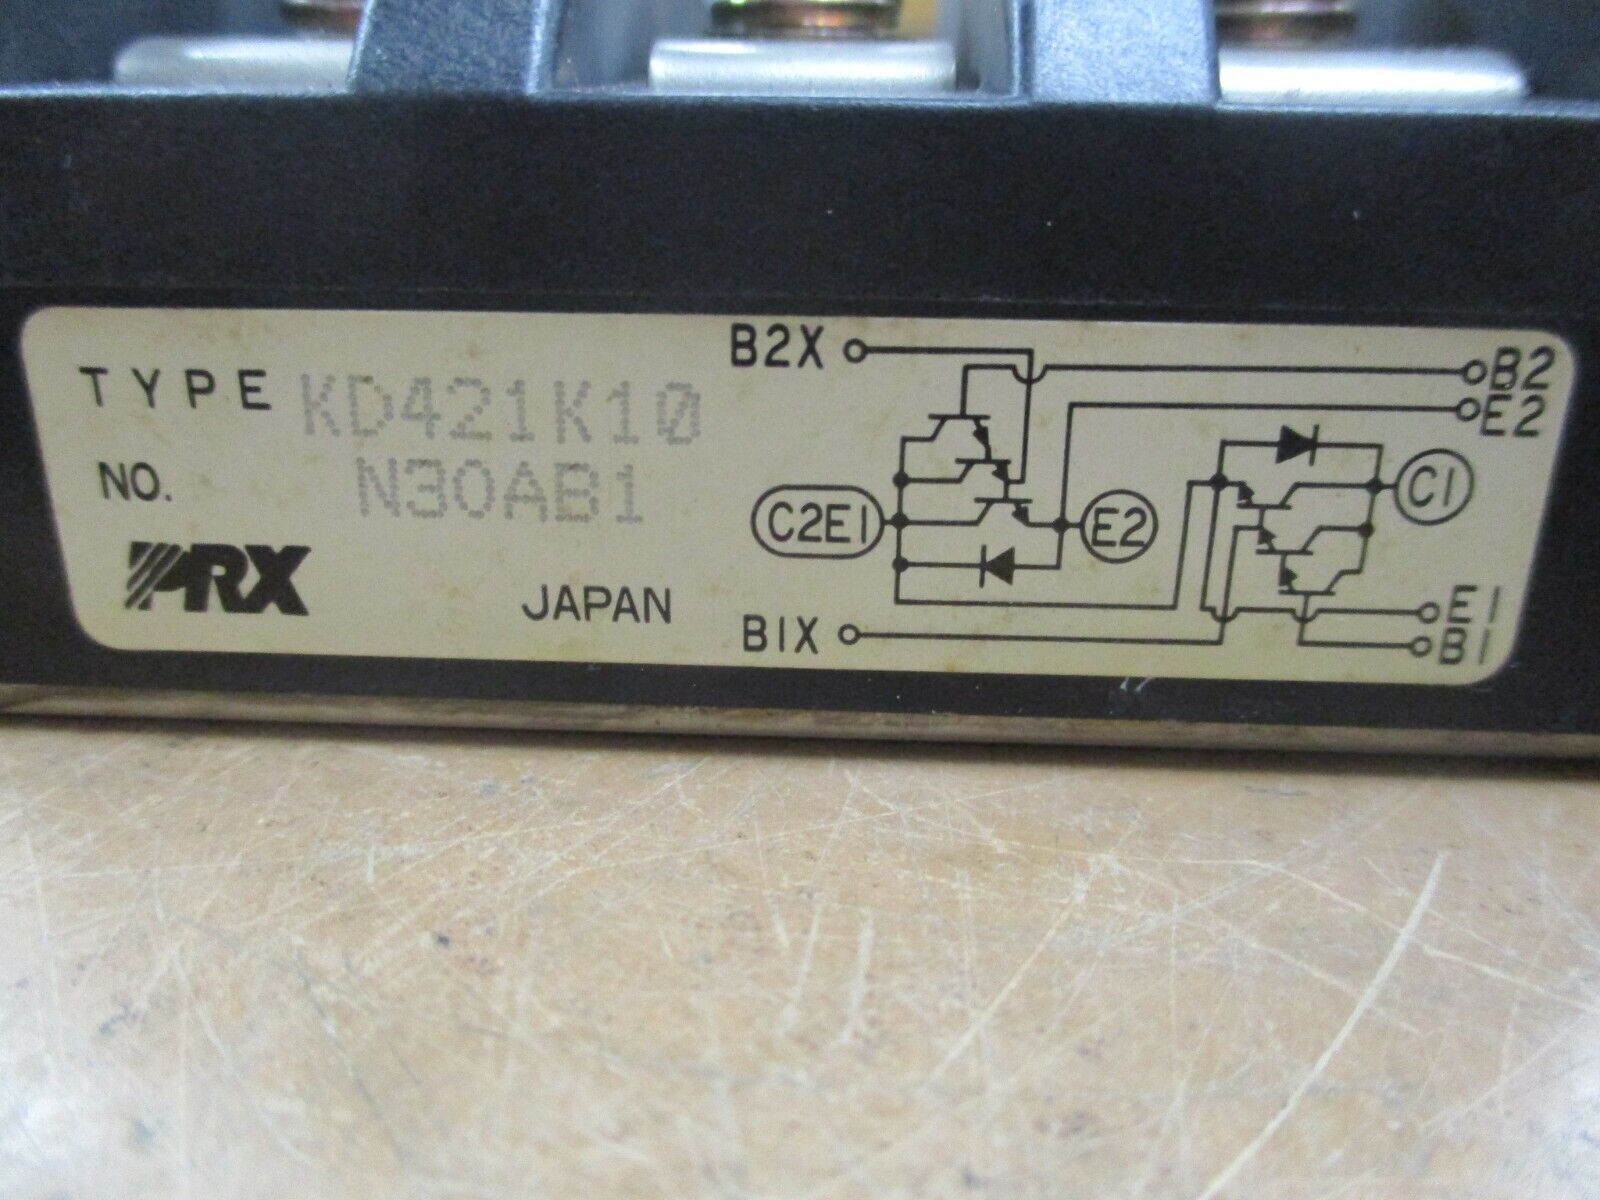 TYPE KD421K10
NO. N30AB1
PRX JAPAN
B2X B2
E2
C2E1 E2 C1
E1
B1X B1